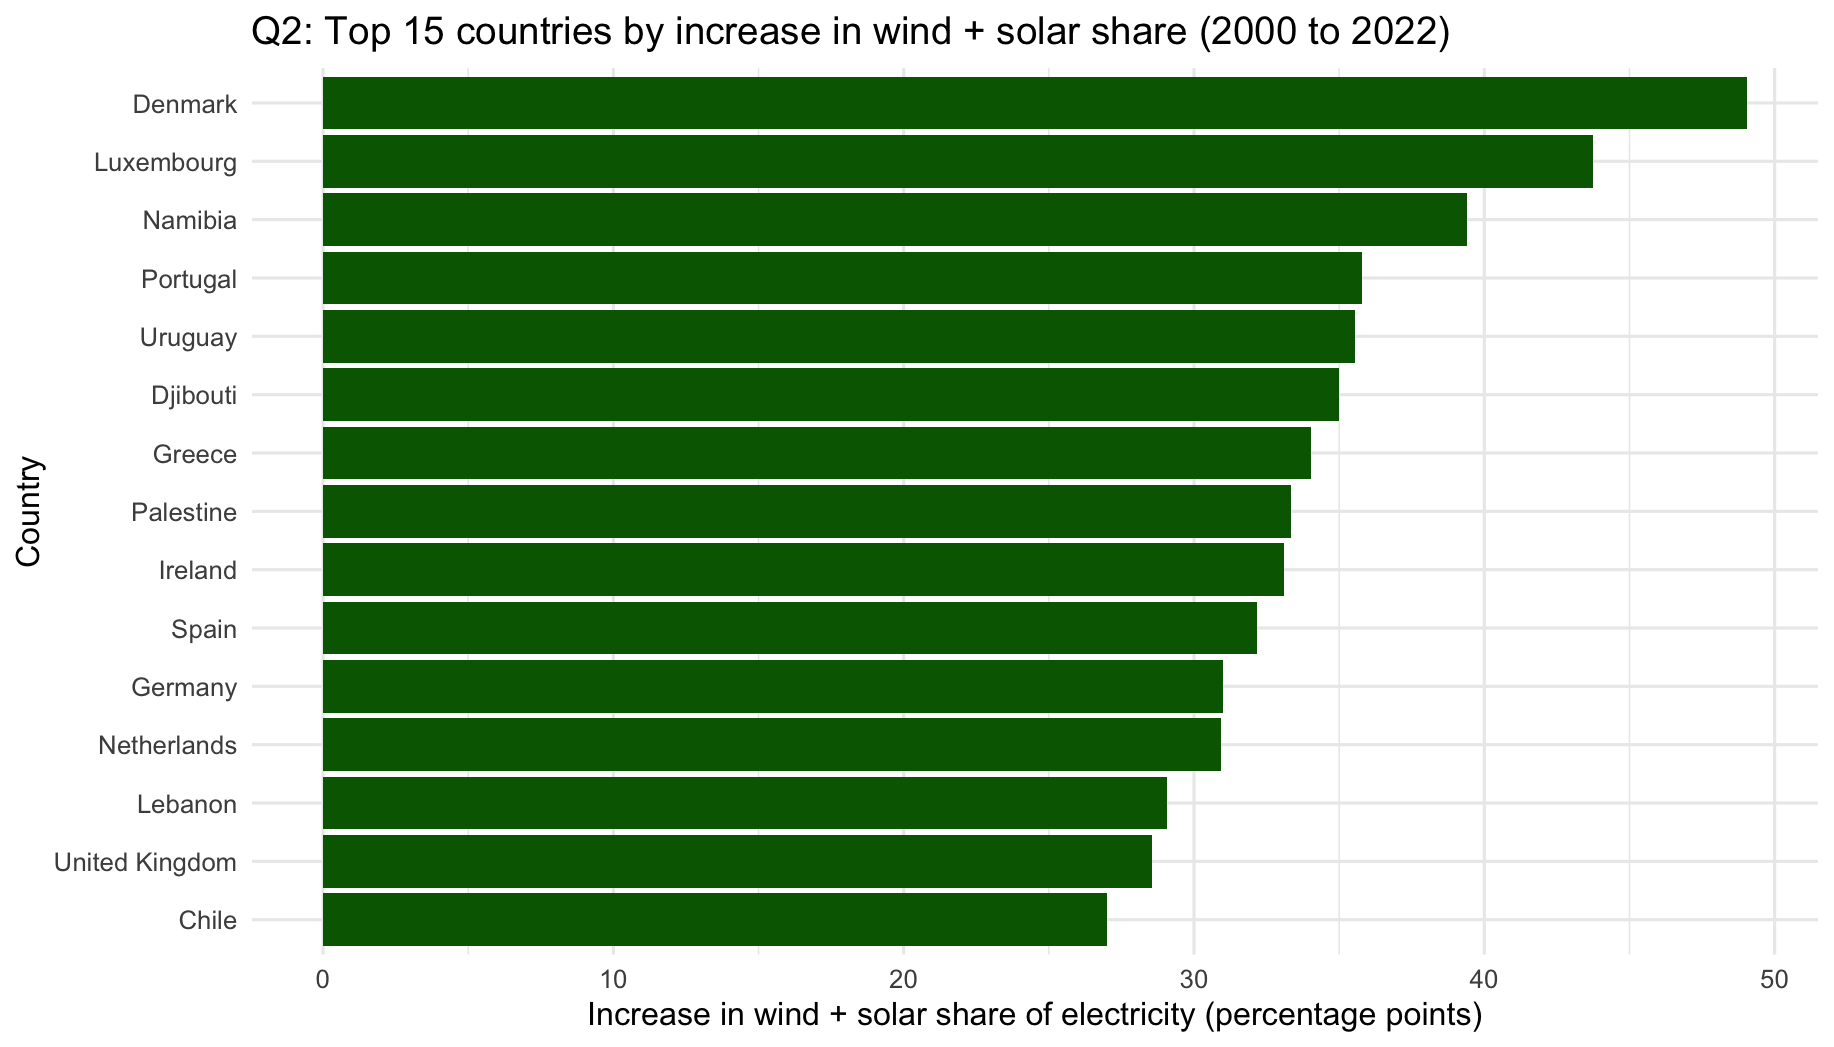 Q2: Top 15 countries by increase in wind + solar share (2000 to 2022)
Denmark
Luxembourg
Namibia
Portugal
Uruguay
Djibouti
Greece
Palestine
Ireland
Spain
Germany
Netherlands
Lebanon
United Kingdom
Chile
Country
0 10 20 30 40 50
Increase in wind + solar share of electricity (percentage points)